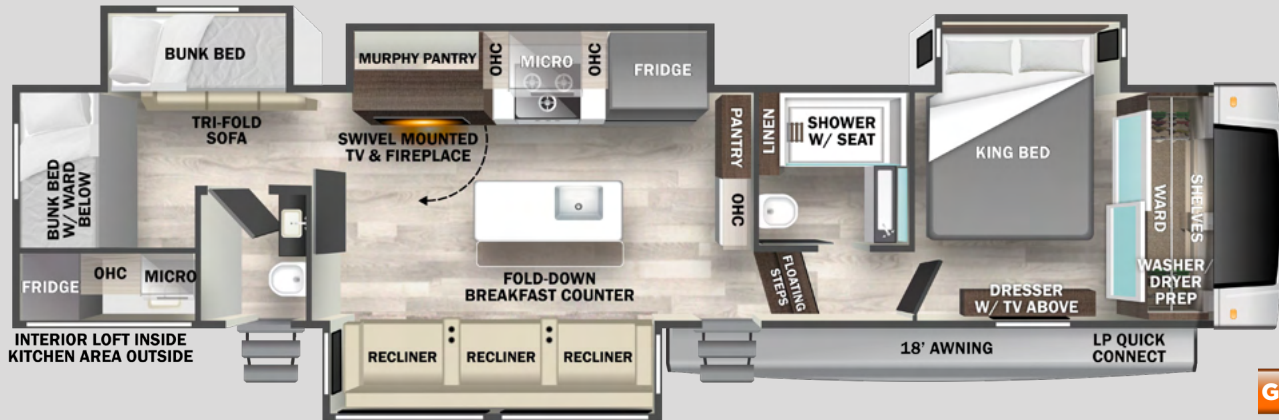 BUNK BED
TRI-FOLD
SOFA
BUNK BED
W/ WARD
BELOW
FRIDGE
OHC
MICRO
INTERIOR LOFT INSIDE
KITCHEN AREA OUTSIDE
MURPHY PANTRY
OHC
MICRO
OHC
FRIDGE
SWIVEL MOUNTED
TV & FIREPLACE
FOLD-DOWN
BREAKFAST COUNTER
RECLINER
RECLINER
RECLINER
PANTRY
OHC
LINEN
SHOWER
W/ SEAT
FLOATING
STEPS
KING BED
DRESSER
W/ TV ABOVE
WARD
SHELVES
WASHER/
DRYER
PREP
18' AWNING
LP QUICK
CONNECT
G